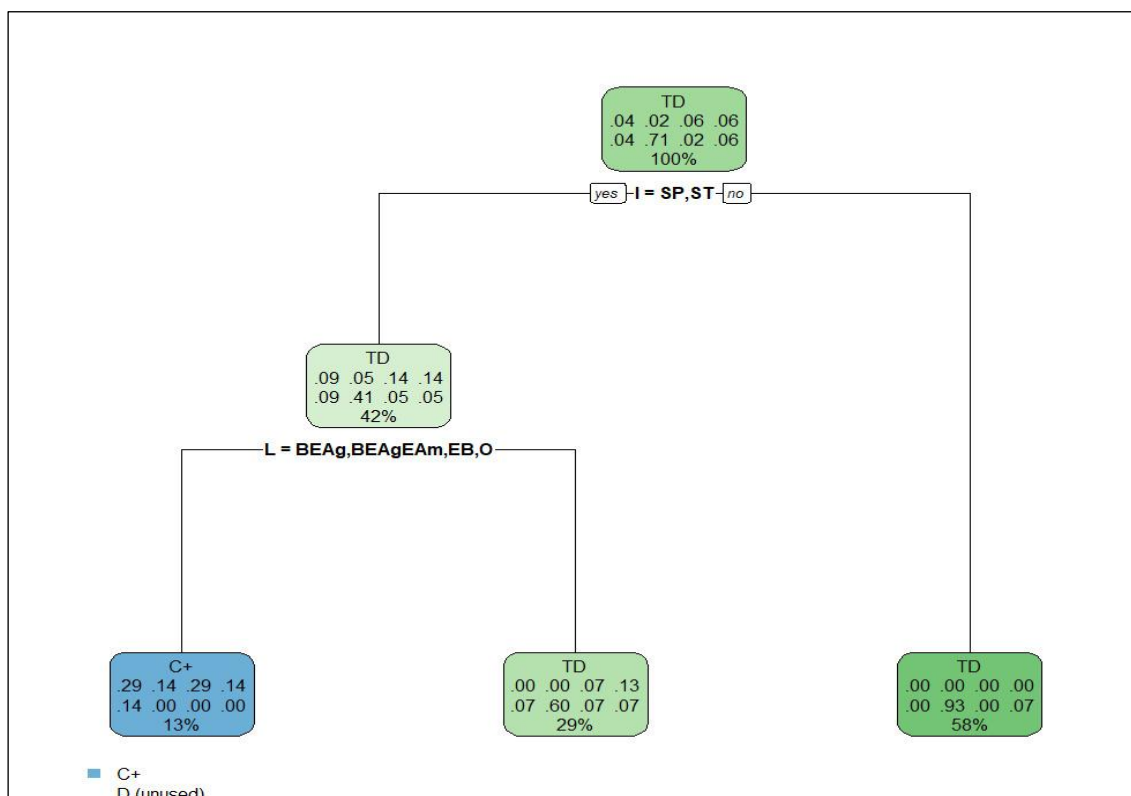 TD
.04 .02 .06 .06
.04 .71 .02 .06
100%
yes I = SP,ST no
TD
.09 .05 .14 .14
.09 .41 .05 .05
42%
L = BEAg,BEAgEAm,EB,O
C+
.29 .14 .29 .14
.14 .00 .00 .00
13%
TD
.00 .00 .07 .13
.07 .60 .07 .07
29%
TD
.00 .00 .00 .00
.00 .93 .00 .07
58%
C+
D (unused)